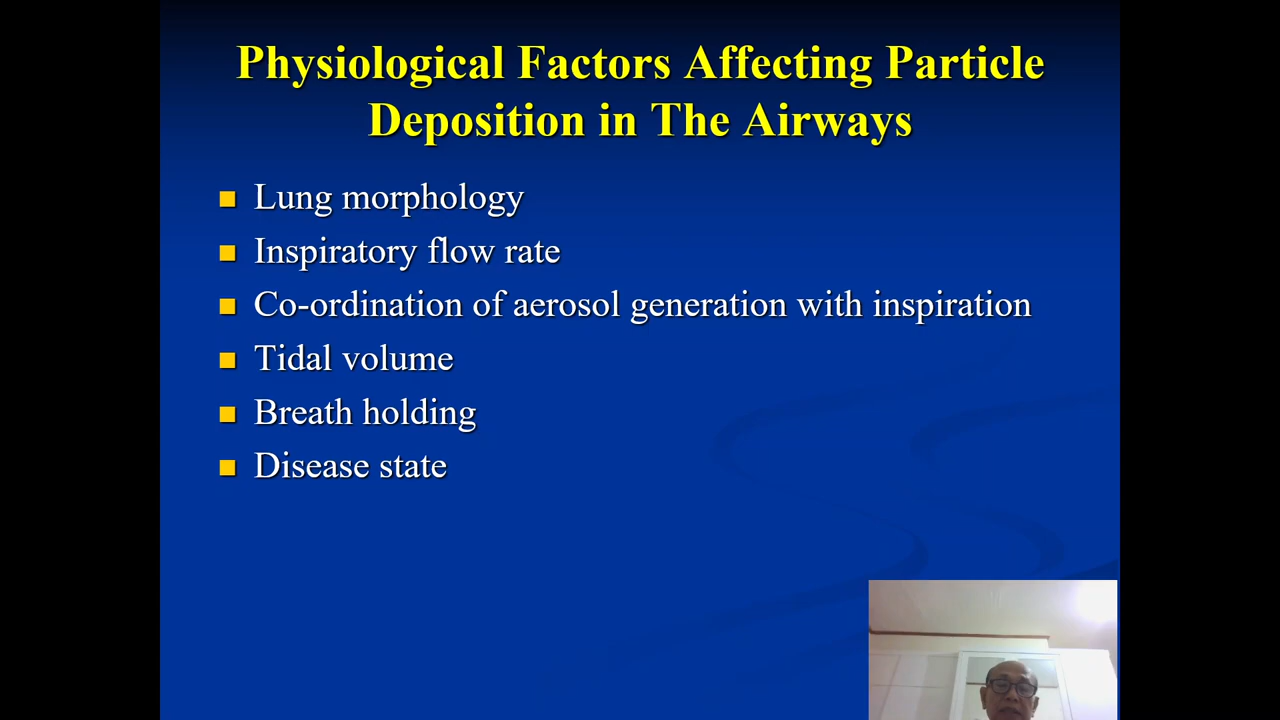 Physiological Factors Affecting Particle
Deposition in The Airways
Lung morphology
Inspiratory flow rate
Co-ordination of aerosol generation with inspiration
Tidal volume
Breath holding
Disease state